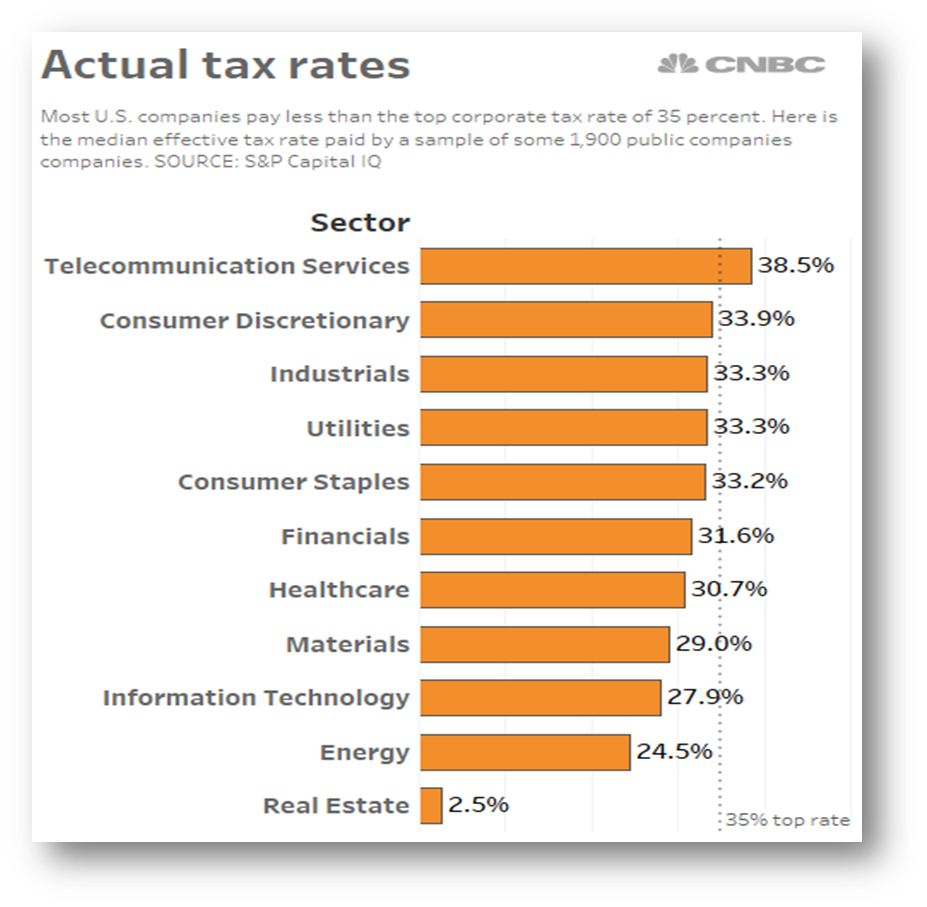 Actual tax rates
CNBC
Most U.S. companies pay less than the top corporate tax rate of 35 percent. Here is
the median effective tax rate paid by a sample of some 1,900 public companies
companies. SOURCE: S&P Capital IQ
Sector
Telecommunication Services 38.5%
Consumer Discretionary 33.9%
Industrials 33.3%
Utilities 33.3%
Consumer Staples 33.2%
Financials 31.6%
Healthcare 30.7%
Materials 29.0%
Information Technology 27.9%
Energy 24.5%
Real Estate 2.5%
35% top rate